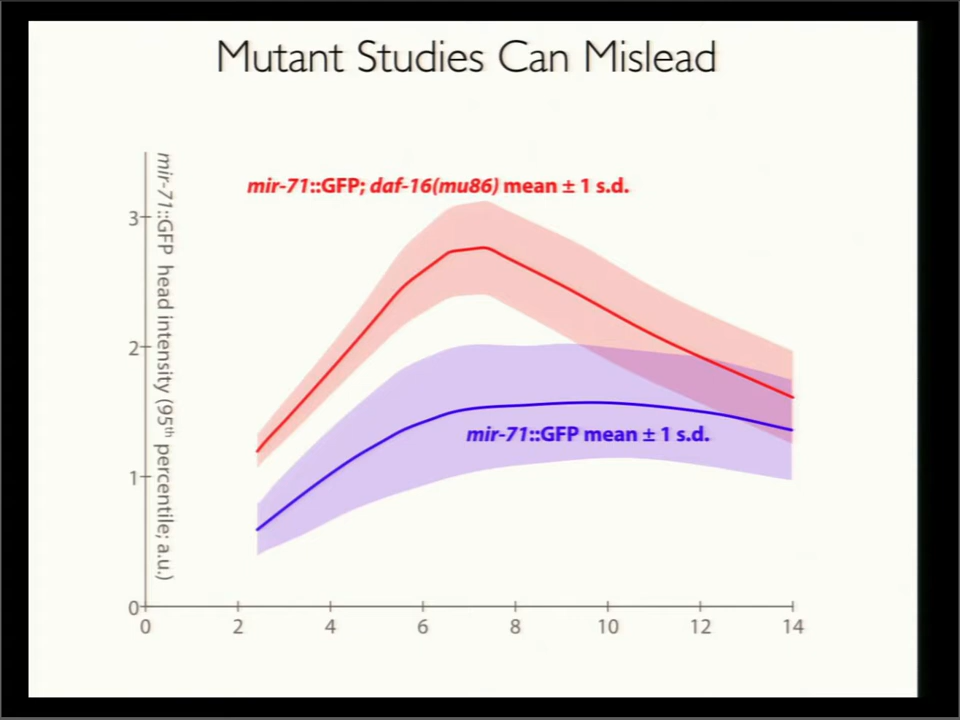 Mutant Studies Can Mislead
mir-71::GFP head intensity (95th percentile; a.u.)
mir-71::GFP; daf-16(mu86) mean ± 1 s.d.
mir-71::GFP mean ± 1 s.d.
3
2
1
0
0 2 4 6 8 10 12 14